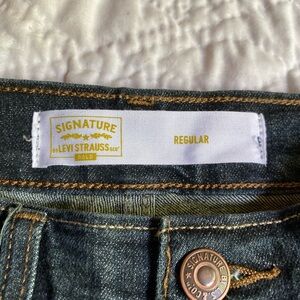 SIGNATURE
BY LEVI STRAUSS & CO.
GOLD
REGULAR
SIGNATURE